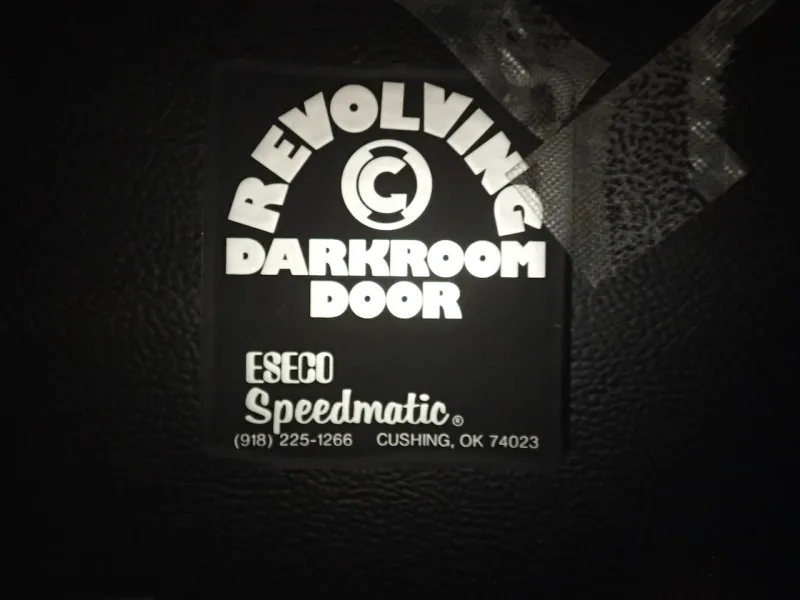 REVOLVING
G
DARKROOM
DOOR
ESECO
Speedmatic®
(918) 225-1266 CUSHING, OK 74023